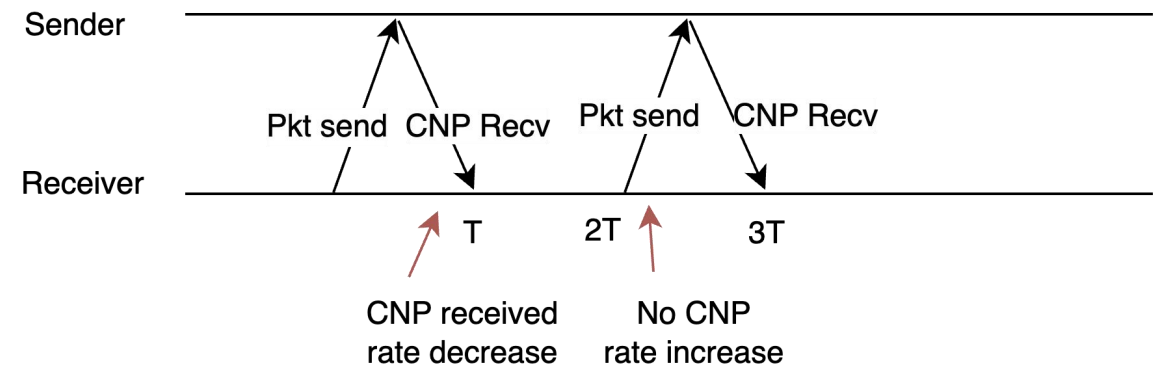 Sender
Pkt send CNP Recv Pkt send CNP Recv
Receiver
T 2T 3T
CNP received No CNP
rate decrease rate increase